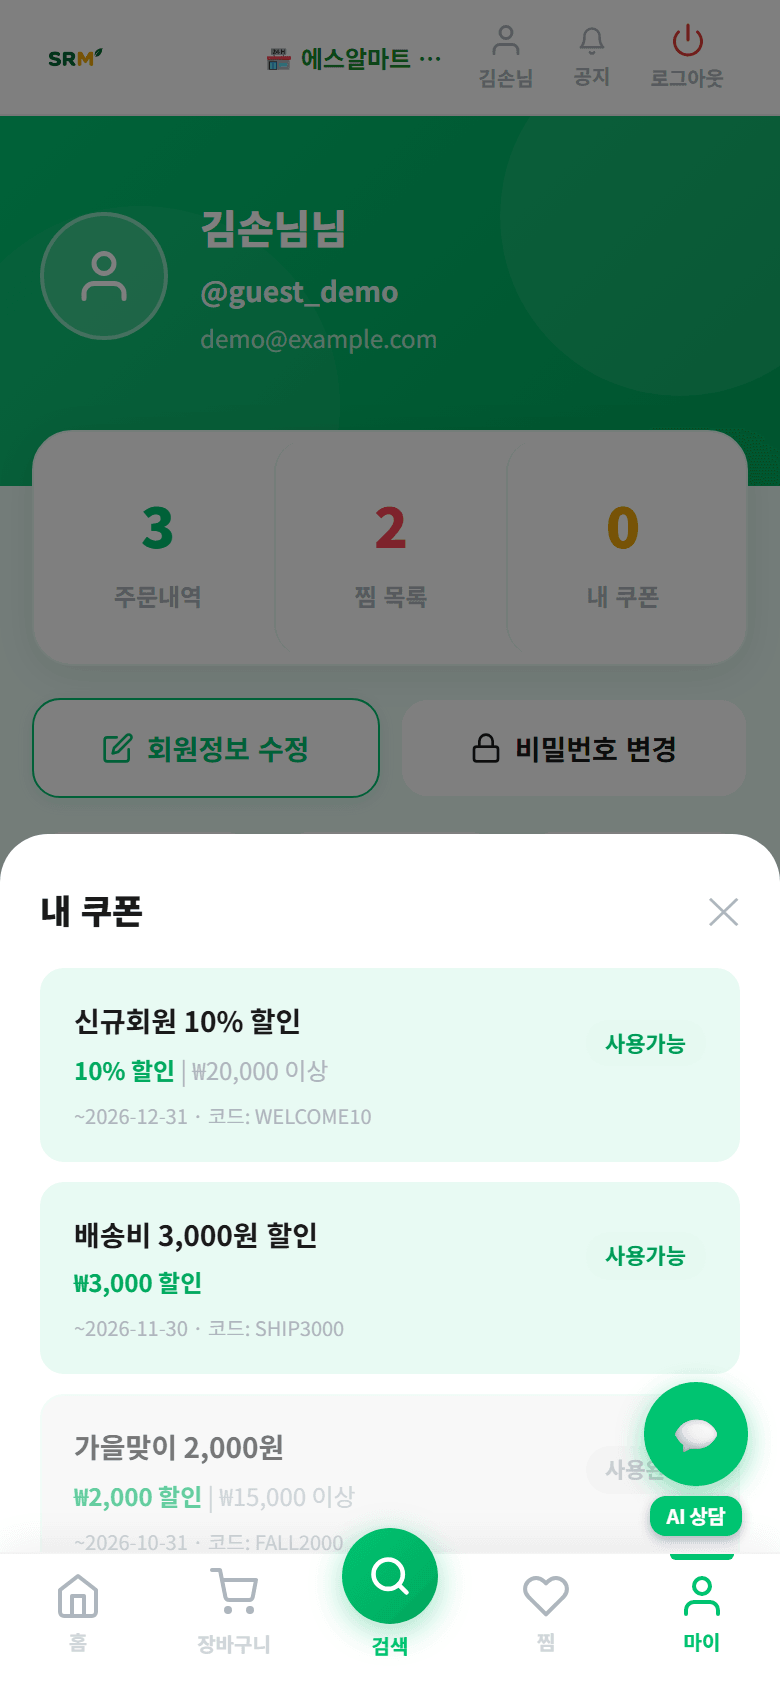 SRM
에스알마트 ...
김손님
공지
로그아웃
김손님님
@guest_demo
demo@example.com
3
2
0
주문내역
찜 목록
내 쿠폰
회원정보 수정
비밀번호 변경
내 쿠폰
신규회원 10% 할인
10% 할인 | ₩20,000 이상
~2026-12-31 · 코드: WELCOME10
사용가능
배송비 3,000원 할인
₩3,000 할인
~2026-11-30 · 코드: SHIP3000
사용가능
가을맞이 2,000원
₩2,000 할인 | ₩15,000 이상
~2026-10-31 · 코드: FALL2000
사용
AI 상담
홈
장바구니
검색
찜
마이